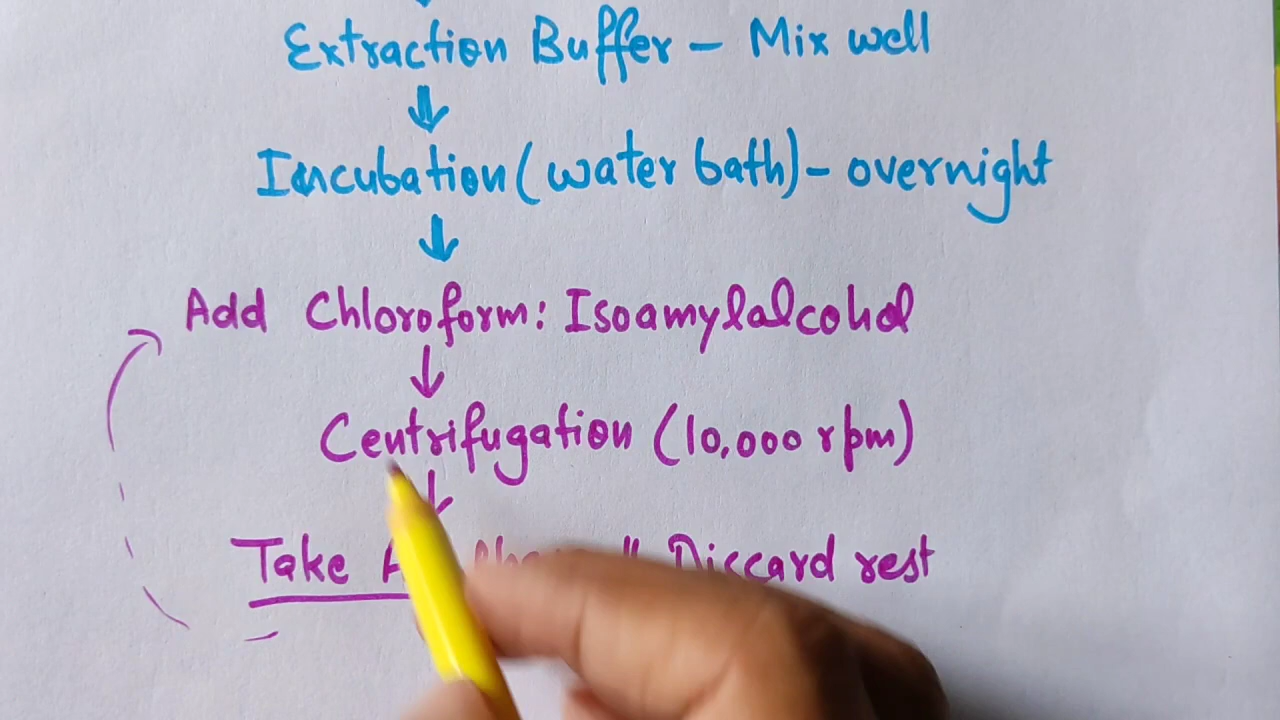 Extraction Buffer - Mix well
Incubation (water bath) - overnight
Add Chloroform: Isoamylalcohol
Centrifugation (10,000 rpm)
Take Discard rest